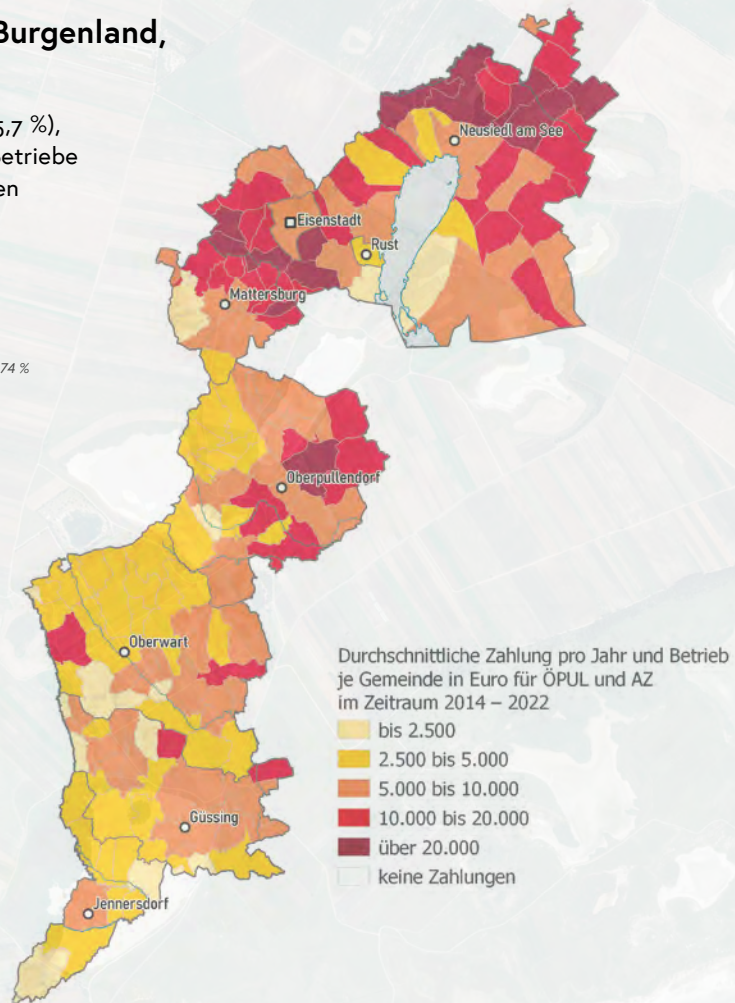 Burgenland,
5,7 %),
Betriebe
en
74 %
Neusiedl am See
Eisenstadt
Rust
Mattersburg
Oberpullendorf
Oberwart
Güssing
Jennersdorf
Durchschnittliche Zahlung pro Jahr und Betrieb
je Gemeinde in Euro für ÖPUL und AZ
im Zeitraum 2014 – 2022
bis 2.500
2.500 bis 5.000
5.000 bis 10.000
10.000 bis 20.000
über 20.000
keine Zahlungen